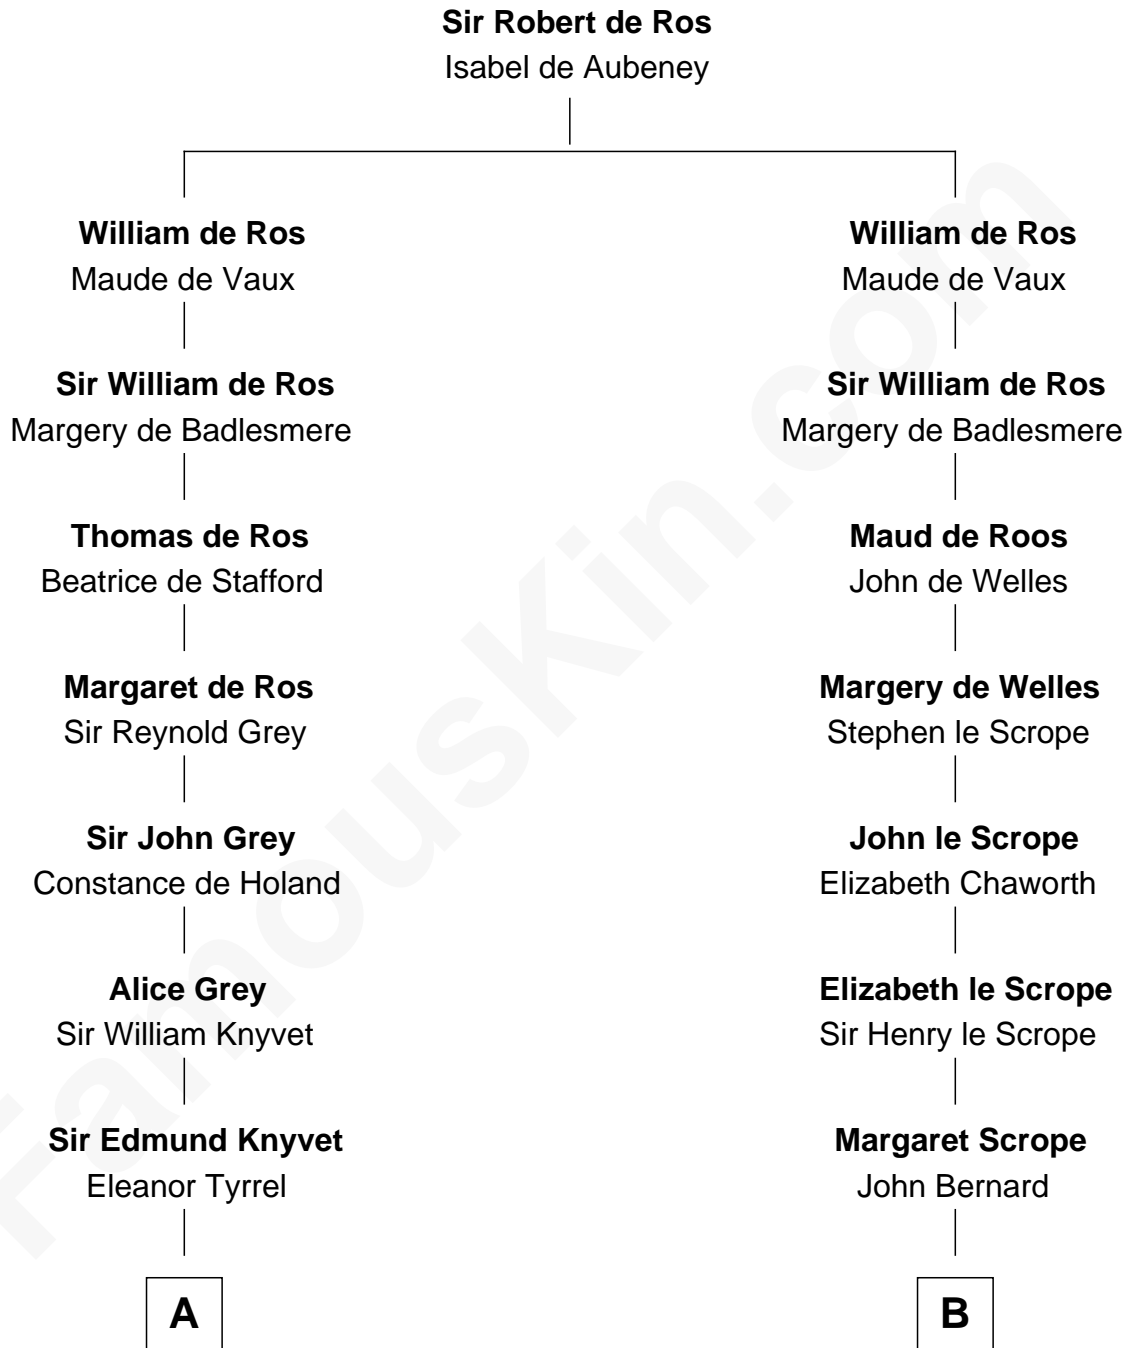 Sir Robert de Ros
Isabel de Aubeney
William de Ros
Maude de Vaux
Sir William de Ros
Margery de Badlesmere
Thomas de Ros
Beatrice de Stafford
Margaret de Ros
Sir Reynold Grey
Sir John Grey
Constance de Holand
Alice Grey
Sir William Knyvet
Sir Edmund Knyvet
Eleanor Tyrrel
A
William de Ros
Maude de Vaux
Sir William de Ros
Margery de Badlesmere
Maud de Roos
John de Welles
Margery de Welles
Stephen le Scrope
John le Scrope
Elizabeth Chaworth
Elizabeth le Scrope
Sir Henry le Scrope
Margaret Scrope
John Bernard
B
FamousKin.com